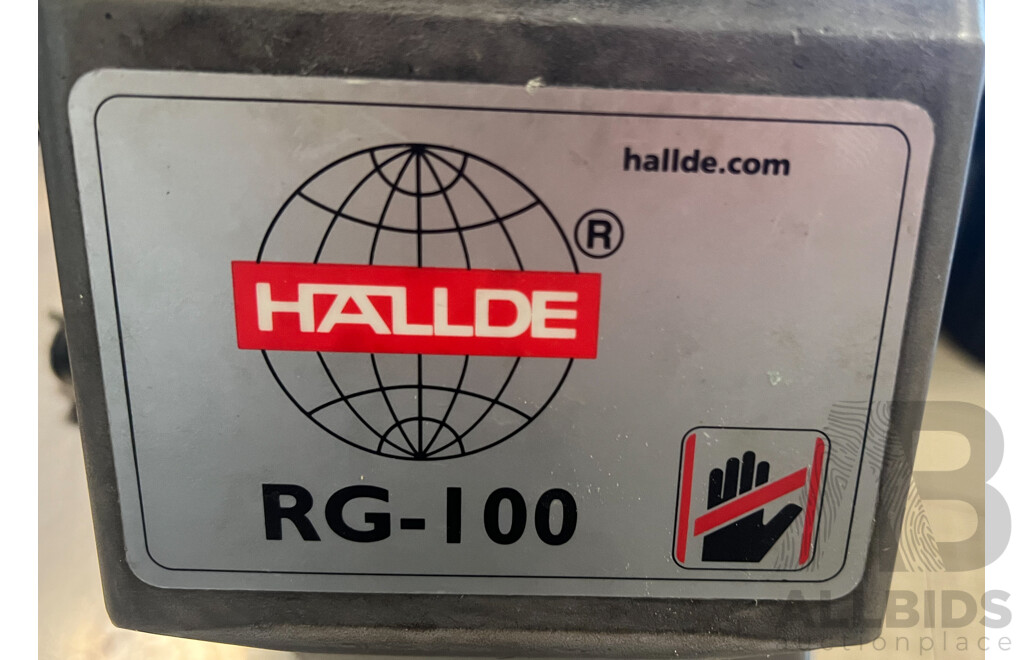 hallde.com
®
HALLDE
RG-100
ALLBIDS
auctionplace